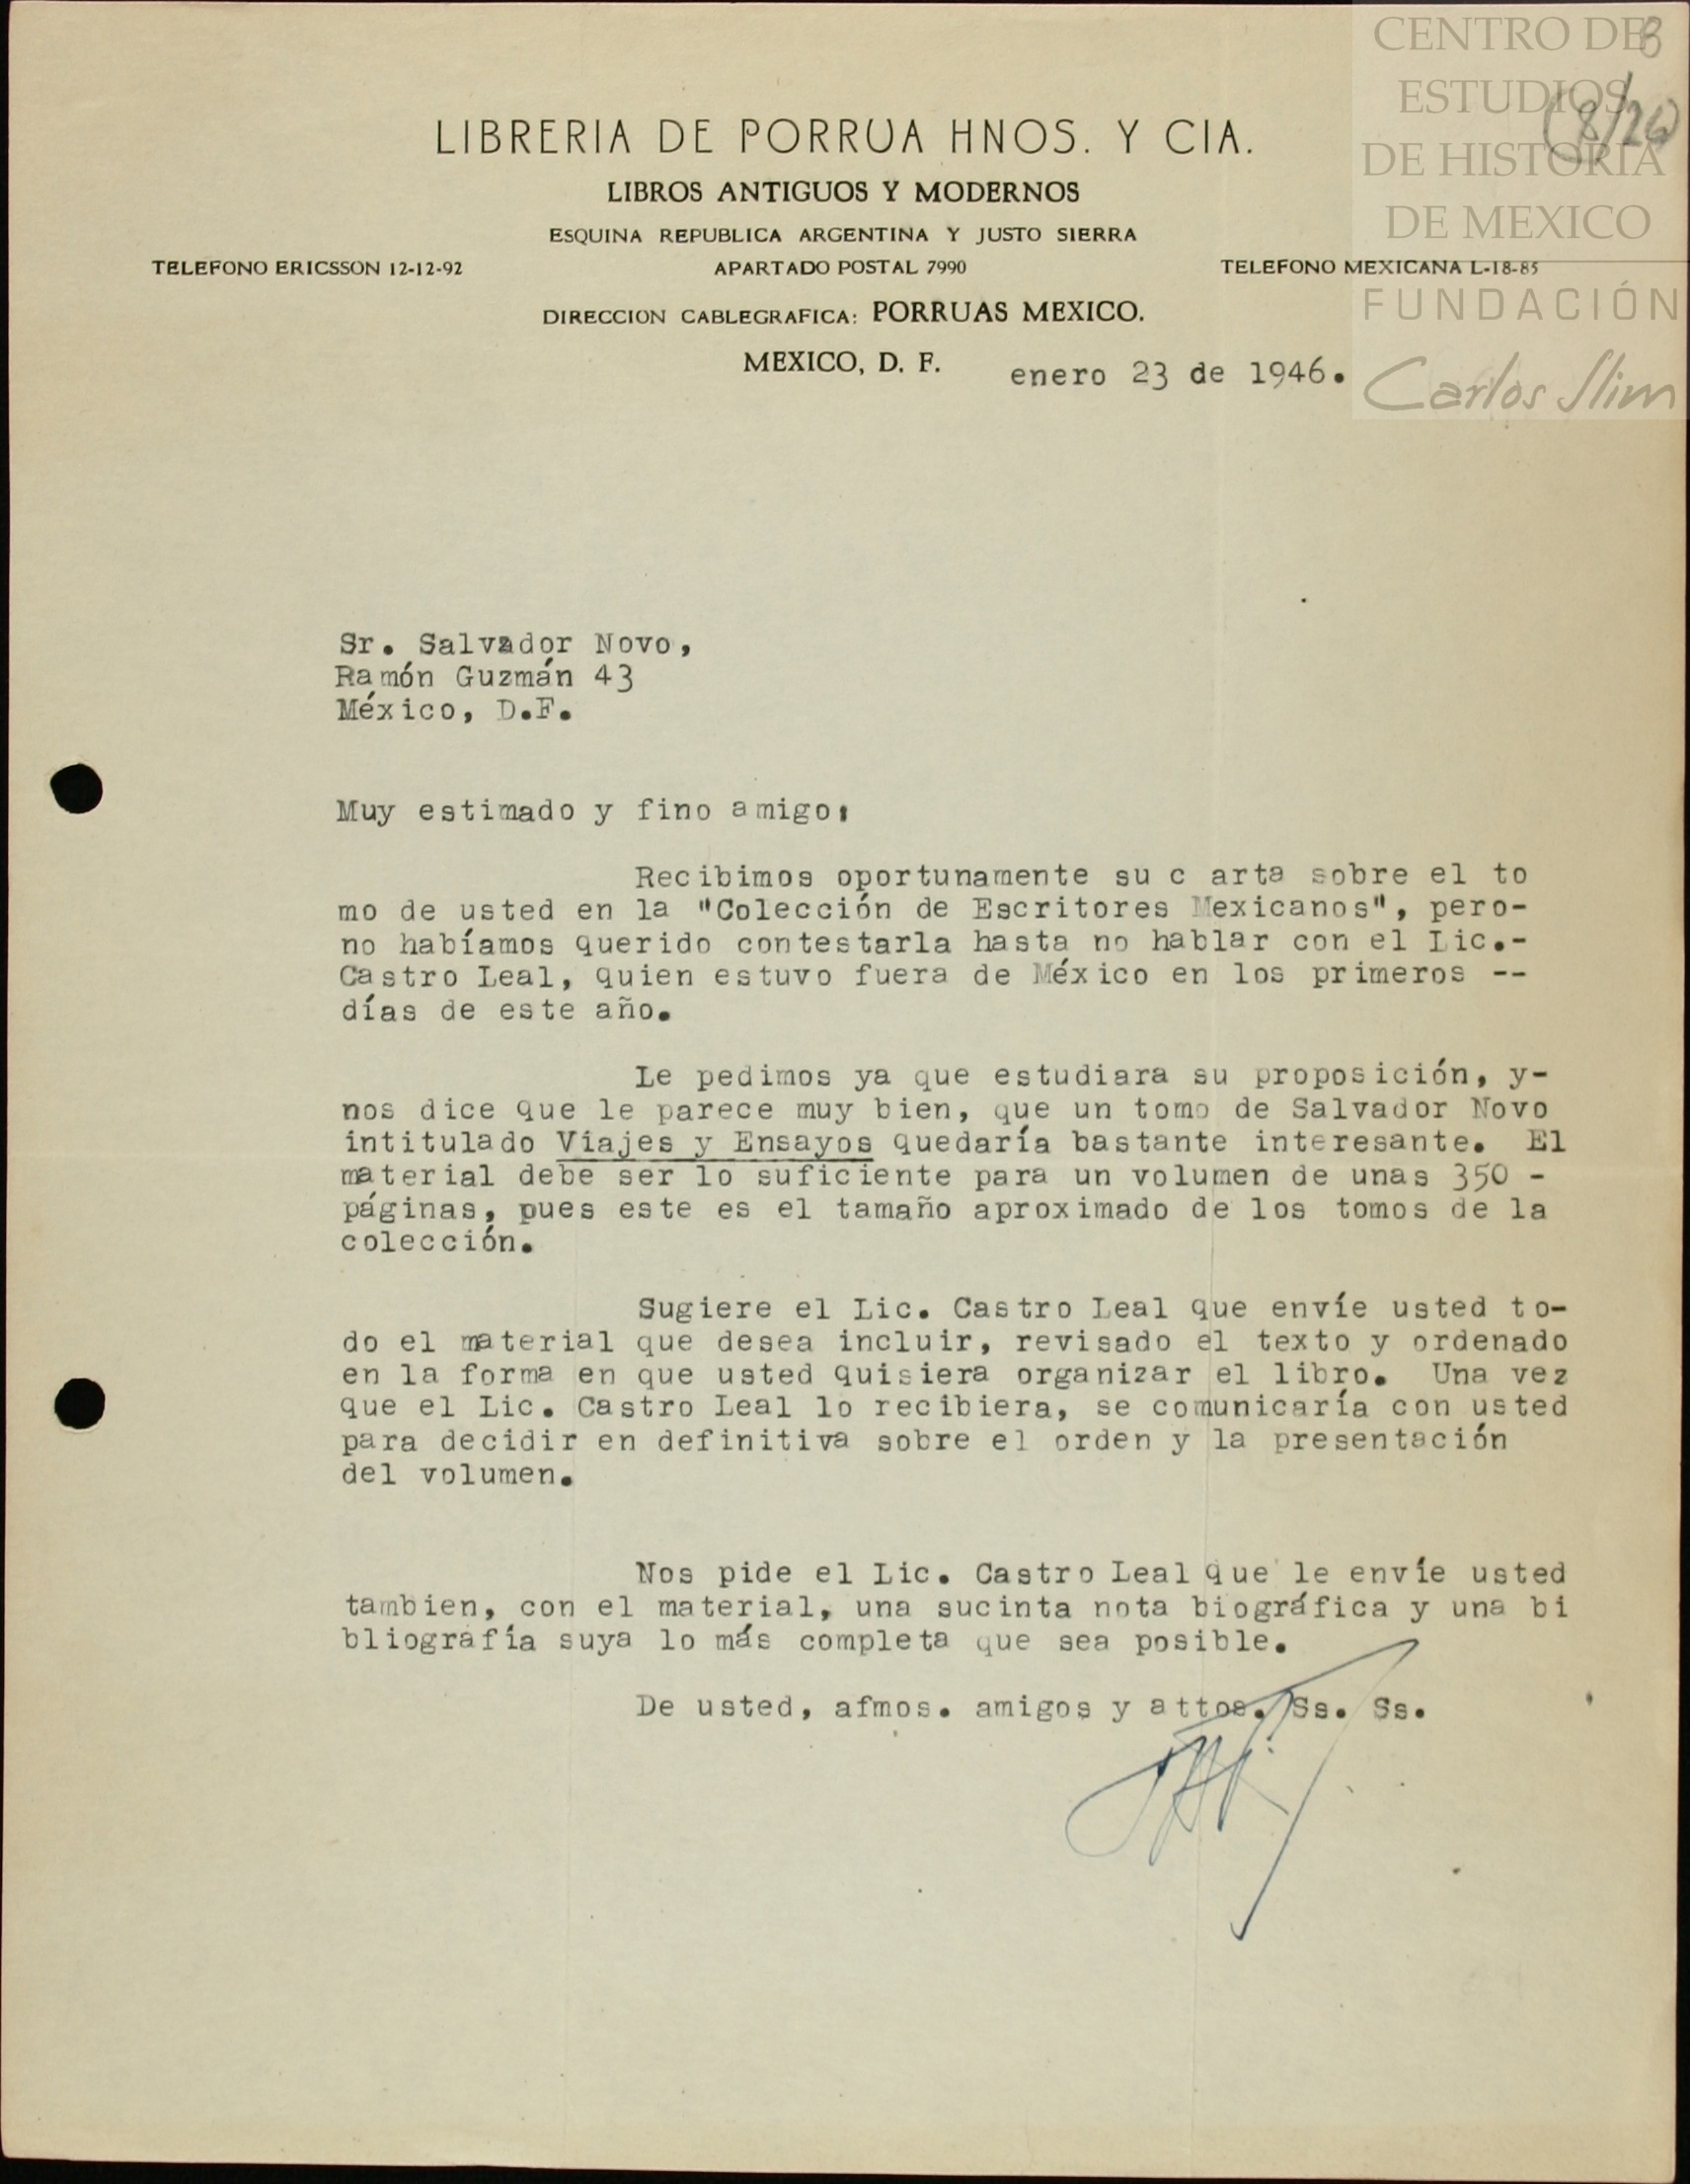 CENTRO DE
ESTUDIOS
DE HISTORIA
DE MEXICO
FUNDACIÓN
Carlos Slim
LIBRERIA DE PORRUA HNOS. Y CIA.
LIBROS ANTIGUOS Y MODERNOS
ESQUINA REPUBLICA ARGENTINA Y JUSTO SIERRA
TELEFONO ERICSSON 12-12-92 APARTADO POSTAL 7990 TELEFONO MEXICANA L-18-85
DIRECCION CABLEGRAFICA: PORRUAS MEXICO.
MEXICO, D. F. enero 23 de 1946.
Sr. Salvador Novo,
Ramón Guzmán 43
México, D.F.
Muy estimado y fino amigo:
Recibimos oportunamente su c arta sobre el to
mo de usted en la "Colección de Escritores Mexicanos", pero-
no habíamos querido contestarla hasta no hablar con el Lic.-
Castro Leal, quien estuvo fuera de México en los primeros --
días de este año.
Le pedimos ya que estudiara su proposición, y-
nos dice que le parece muy bien, que un tomo de Salvador Novo
intitulado Viajes y Ensayos quedaría bastante interesante. El
material debe ser lo suficiente para un volumen de unas 350 -
páginas, pues este es el tamaño aproximado de los tomos de la
colección.
Sugiere el Lic. Castro Leal que envíe usted to-
do el material que desea incluir, revisado el texto y ordenado
en la forma en que usted quisiera organizar el libro. Una vez
que el Lic. Castro Leal lo recibiera, se comunicaría con usted
para decidir en definitiva sobre el orden y la presentación
del volumen.
Nos pide el Lic. Castro Leal que le envíe usted
tambien, con el material, una sucinta nota biográfica y una bi
bliografía suya lo más completa que sea posible.
De usted, afmos. amigos y attos. Ss. Ss.